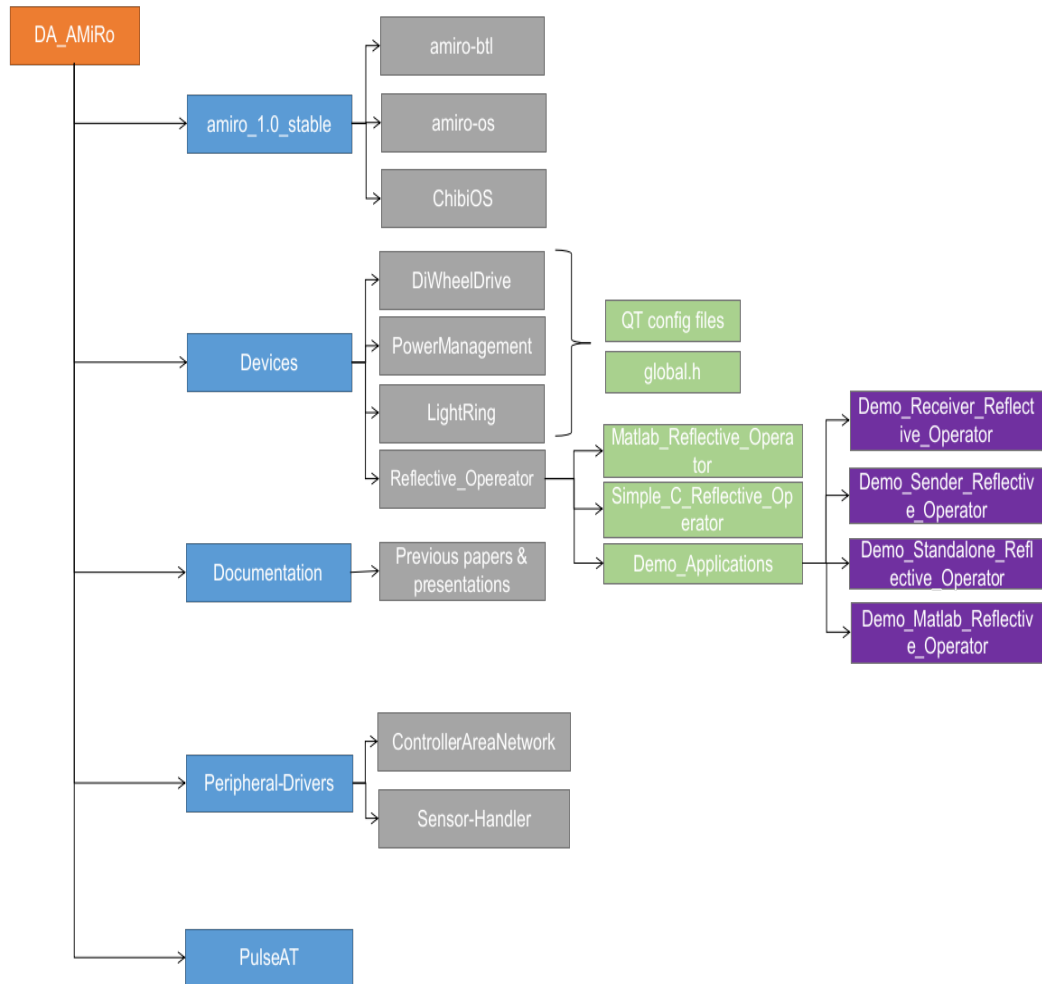 DA_AMiRo
amiro_1.0_stable
amiro-btl
amiro-os
ChibiOS
Devices
DiWheelDrive
PowerManagement
LightRing
Reflective_Opereator
QT config files
global.h
Matlab_Reflective_Opera
tor
Simple_C_Reflective_Op
erator
Demo_Applications
Demo_Receiver_Reflect
ive_Operator
Demo_Sender_Reflectiv
e_Operator
Demo_Standalone_Refl
ective_Operator
Demo_Matlab_Reflectiv
e_Operator
Documentation
Previous papers &
presentations
Peripheral-Drivers
ControllerAreaNetwork
Sensor-Handler
PulseAT